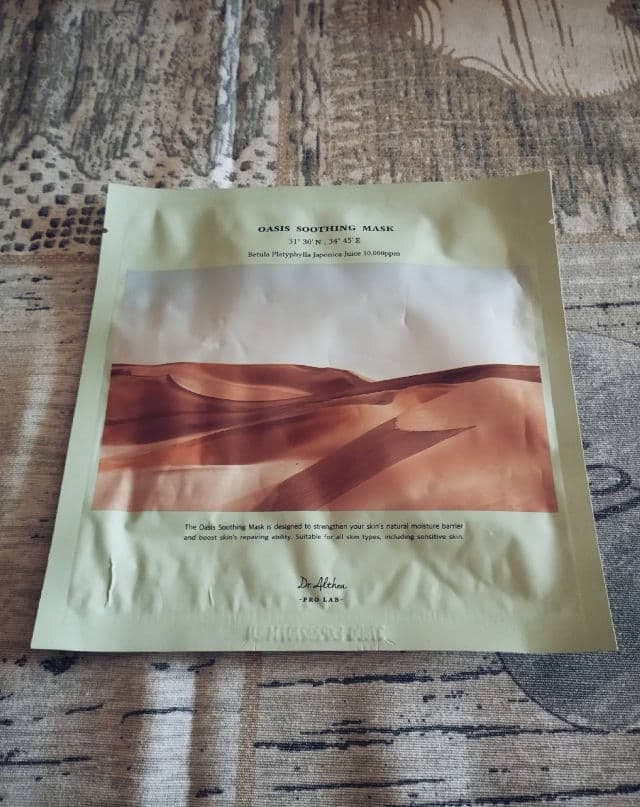 OASIS SOOTHING MASK
31° 30' N , 34° 45' E
Betula Platyphylla Japonica Juice 10,000ppm
The Oasis Soothing Mask is designed to strengthen your skin's natural moisture barrier
and boost skin's repairing ability. Suitable for all skin types, including sensitive skin.
Dr.Althea
-PRO LAB-